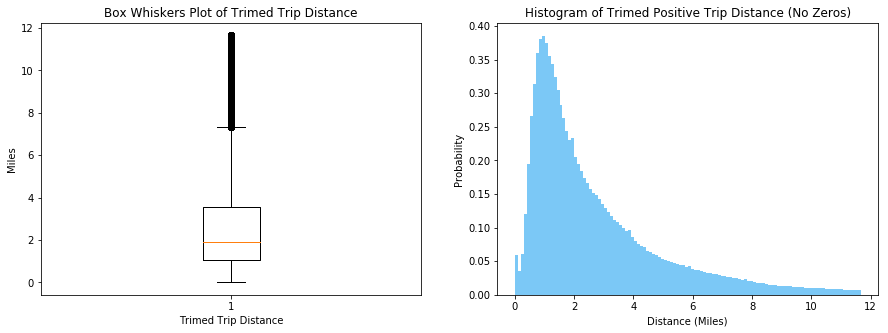 Box Whiskers Plot of Trimed Trip Distance
12
10
8
6
4
2
0
Miles
1
Trimed Trip Distance
Histogram of Trimed Positive Trip Distance (No Zeros)
0.40
0.35
0.30
0.25
0.20
0.15
0.10
0.05
0.00
Probability
0 2 4 6 8 10 12
Distance (Miles)